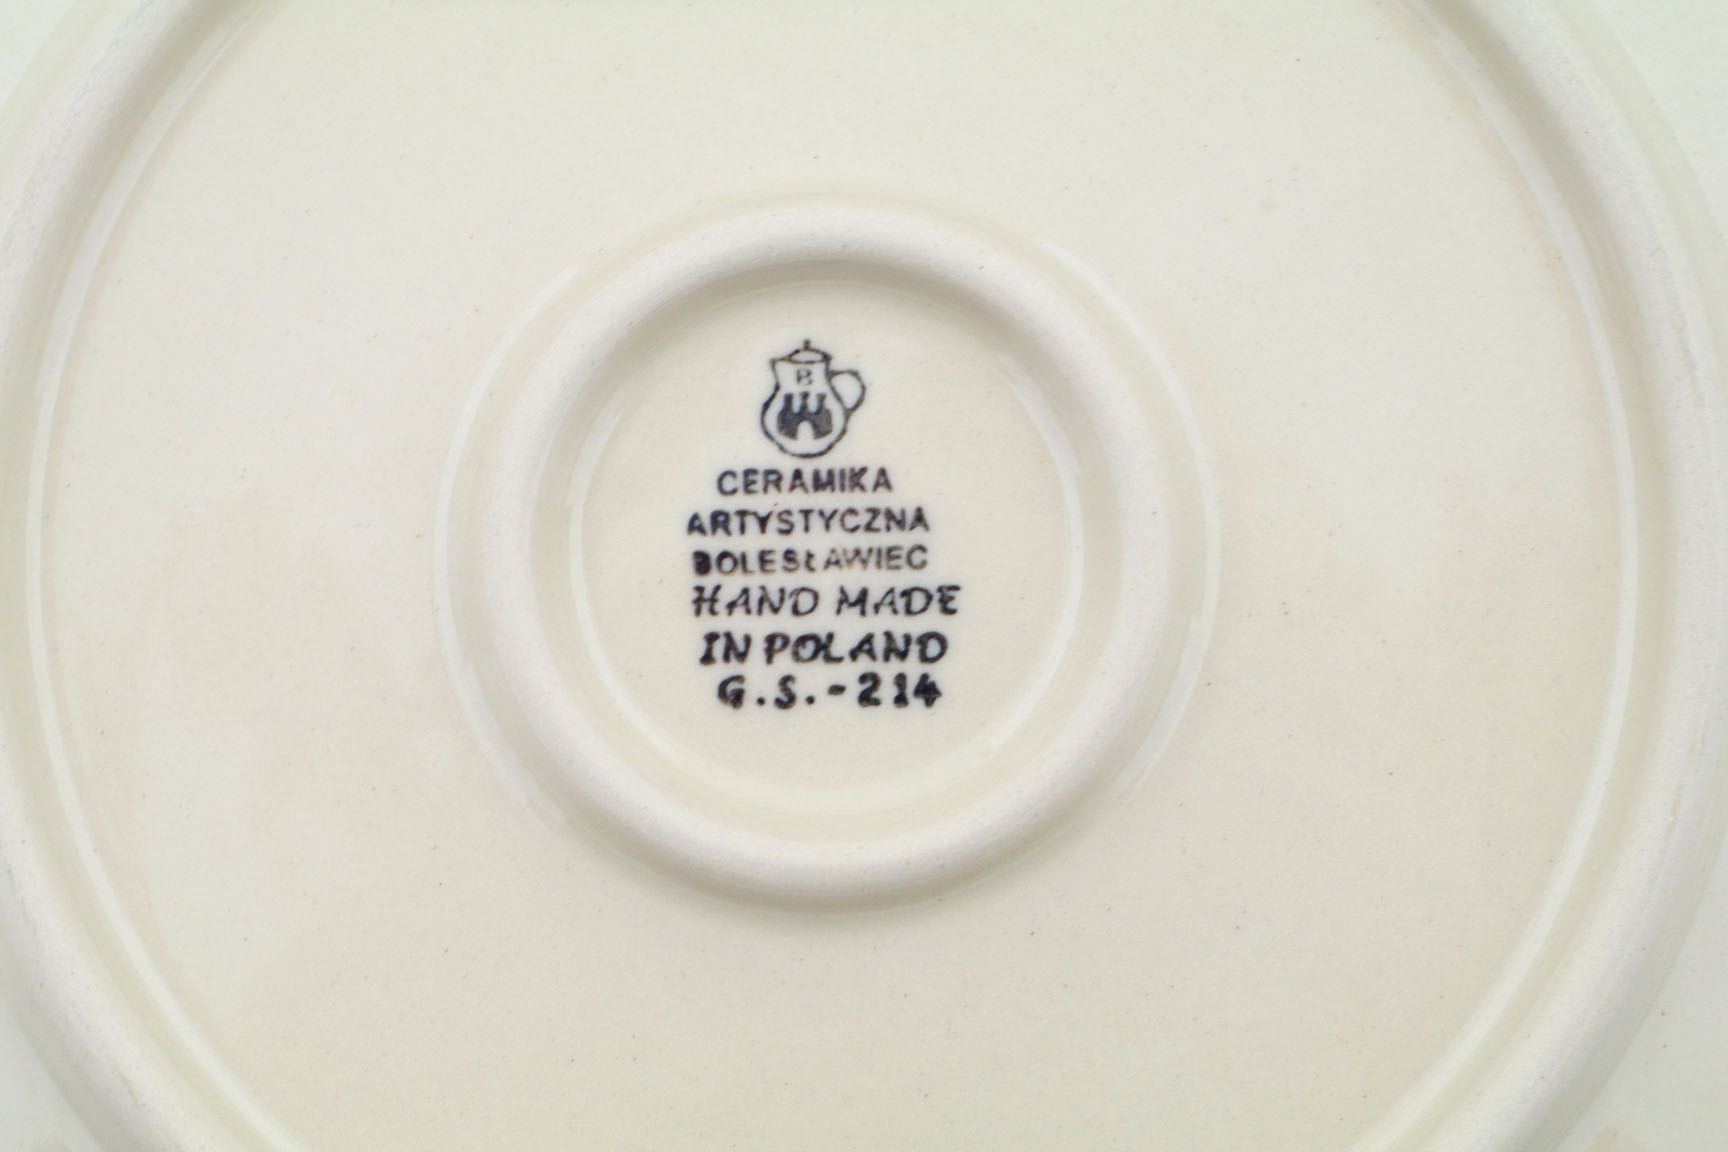 B
CERAMIKA
ARTYSTYCZNA
BOLESŁAWIEC
HAND MADE
IN POLAND
G.S.-214